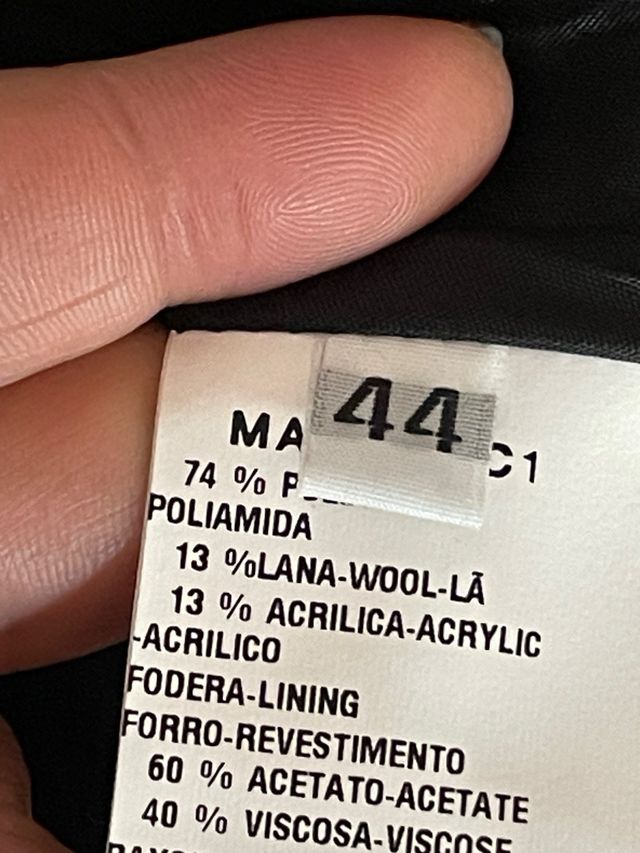 44
C1
74 %
POLIAMIDA
13 %LANA-WOOL-LÃ
13 % ACRILICA-ACRYLIC
-ACRILICO
FODERA-LINING
FORRO-REVESTIMENTO
60 % ACETATO-ACETATE
40 % VISCOSA-VISCOSE